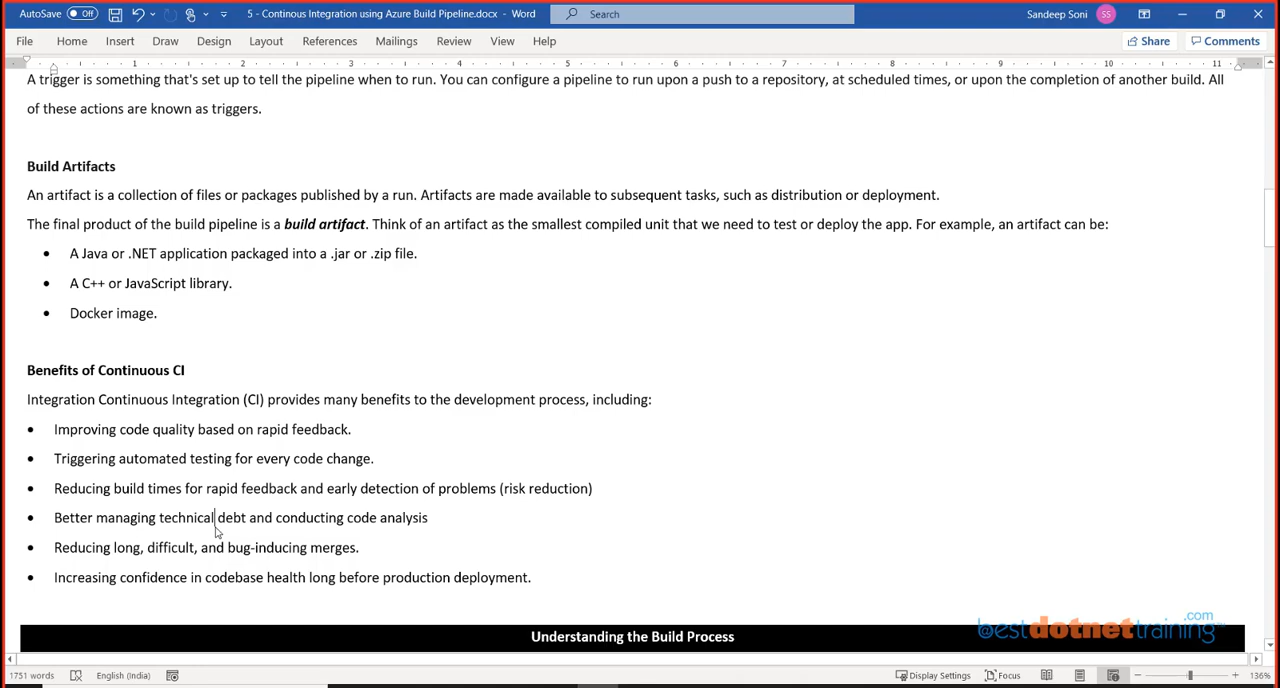 AutoSave Off 5 - Continous Integration using Azure Build Pipeline.docx - Word Search Sandeep Soni SS
File Home Insert Draw Design Layout References Mailings Review View Help Share Comments
1 2 3 4 5 6 7 8 9 10 11
A trigger is something that's set up to tell the pipeline when to run. You can configure a pipeline to run upon a push to a repository, at scheduled times, or upon the completion of another build. All
of these actions are known as triggers.
Build Artifacts
An artifact is a collection of files or packages published by a run. Artifacts are made available to subsequent tasks, such as distribution or deployment.
The final product of the build pipeline is a build artifact. Think of an artifact as the smallest compiled unit that we need to test or deploy the app. For example, an artifact can be:
• A Java or .NET application packaged into a .jar or .zip file.
• A C++ or JavaScript library.
• Docker image.
Benefits of Continuous CI
Integration Continuous Integration (CI) provides many benefits to the development process, including:
• Improving code quality based on rapid feedback.
• Triggering automated testing for every code change.
• Reducing build times for rapid feedback and early detection of problems (risk reduction)
• Better managing technical debt and conducting code analysis
• Reducing long, difficult, and bug-inducing merges.
• Increasing confidence in codebase health long before production deployment.
Understanding the Build Process
bestdotnettraining.com
1751 words English (India) Display Settings Focus 136%